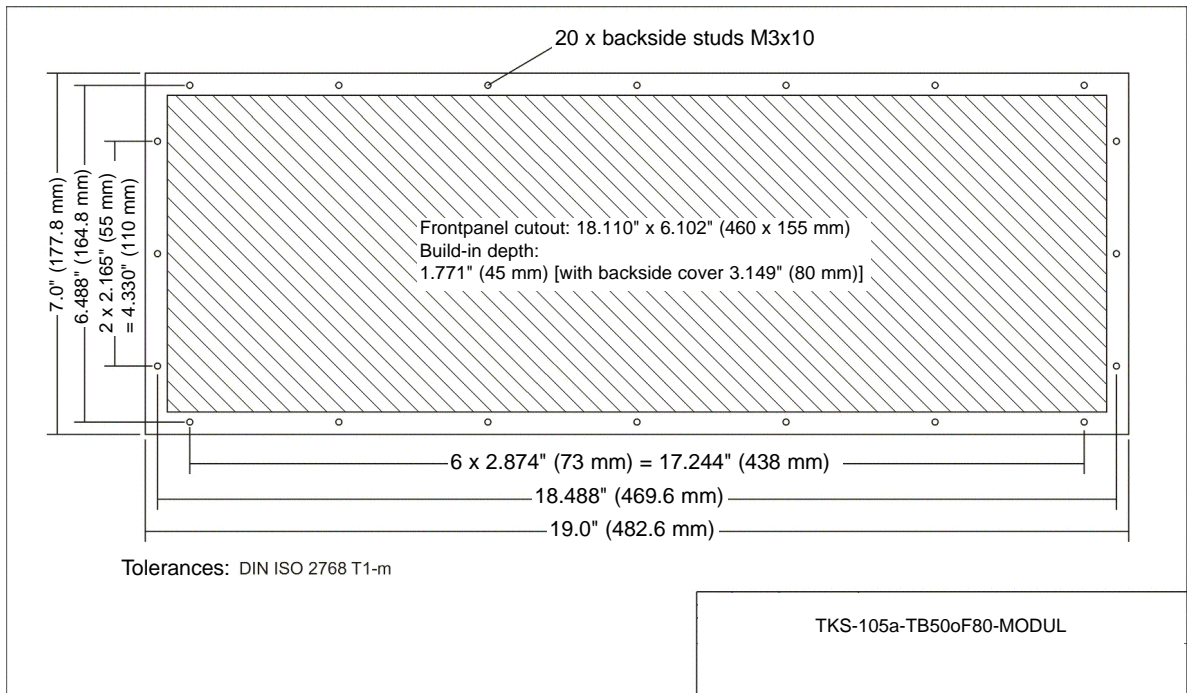 20 x backside studs M3x10
7.0" (177.8 mm)
6.488" (164.8 mm)
2 x 2.165" (55 mm)
= 4.330" (110 mm)
Frontpanel cutout: 18.110" x 6.102" (460 x 155 mm)
Build-in depth:
1.771" (45 mm) [with backside cover 3.149" (80 mm)]
6 x 2.874" (73 mm) = 17.244" (438 mm)
18.488" (469.6 mm)
19.0" (482.6 mm)
Tolerances: DIN ISO 2768 T1-m
TKS-105a-TB50oF80-MODUL